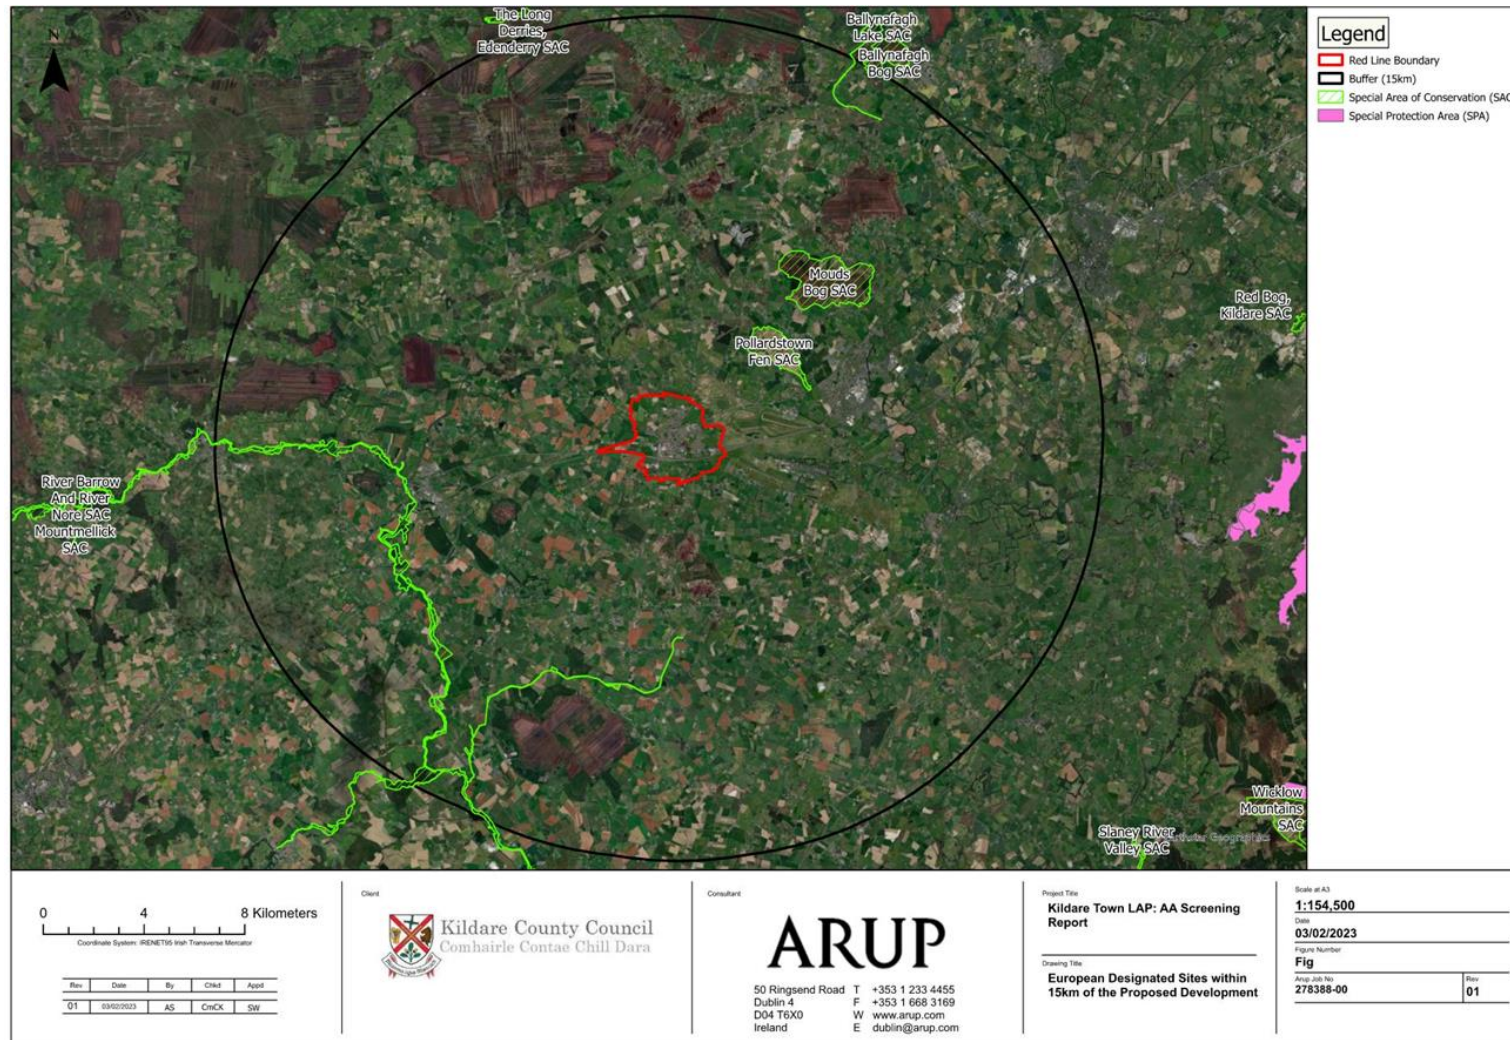 N
The Long
Derries,
Edenderry SAC
Ballynafagh
Lake SAC
Ballynafagh
Bog SAC
Mouds
Bog SAC
Pollardstown
Fen SAC
Red Bog,
Kildare SAC
River Barrow
And River
Nore SAC
Mountmellick
SAC
Wicklow
Mountains
SAC
Slaney River
Valley SAC
Geographics
Legend
Red Line Boundary
Buffer (15km)
Special Area of Conservation (SAC
Special Protection Area (SPA)
0 4 8 Kilometers
Coordinate System: IRENET95 Irish Transverse Mercator
Rev Date By Chkd Appd
01 03/02/2023 AS CmCK SW
Client
Kildare County Council
Comhairle Contae Chill Dara
Consultant
ARUP
50 Ringsend Road T +353 1 233 4455
Dublin 4 F +353 1 668 3169
D04 T6X0 W www.arup.com
Ireland E dublin@arup.com
Project Title
Kildare Town LAP: AA Screening
Report
Drawing Title
European Designated Sites within
15km of the Proposed Development
Scale at A3
1:154,500
Date
03/02/2023
Figure Number
Fig
Arup Job No
278388-00
Rev
01